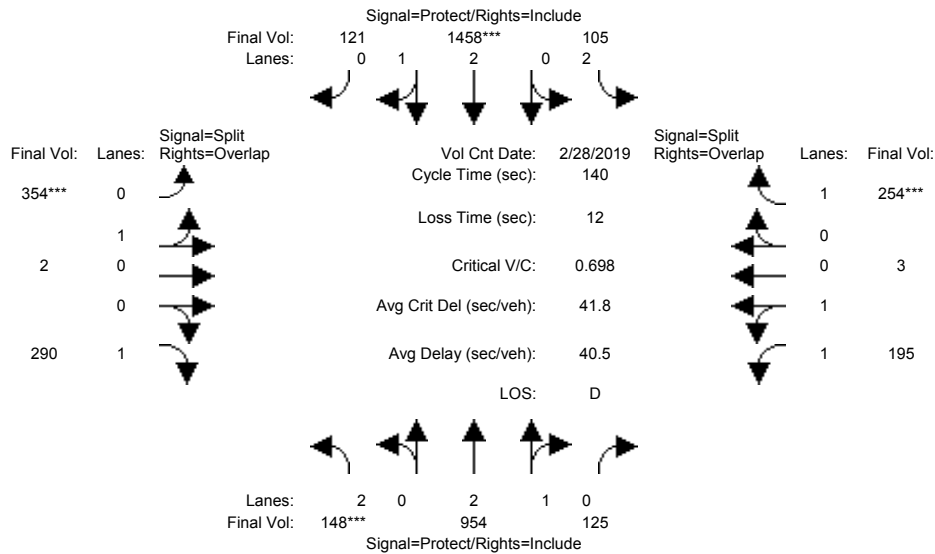 Signal=Protect/Rights=Include
Final Vol: 121 1458*** 105
Lanes: 0 1 2 0 2
Signal=Split Signal=Split
Final Vol: Lanes: Rights=Overlap Vol Cnt Date: 2/28/2019 Rights=Overlap Lanes: Final Vol:
Cycle Time (sec): 140
354*** 0 1 254***
Loss Time (sec): 12
1 0
2 0 Critical V/C: 0.698 0 3
0 Avg Crit Del (sec/veh): 41.8 1
290 1 Avg Delay (sec/veh): 40.5 1 195
LOS: D
Lanes: 2 0 2 1 0
Final Vol: 148*** 954 125
Signal=Protect/Rights=Include